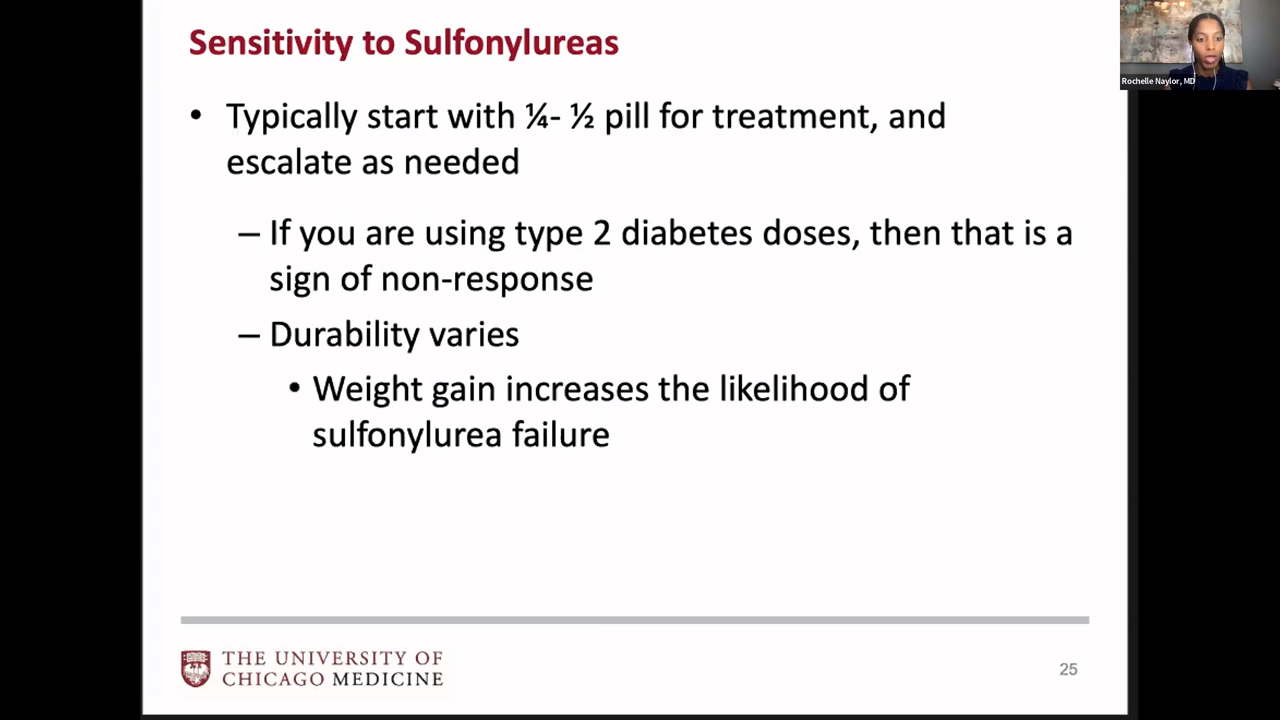 Sensitivity to Sulfonylureas
Rochelle Naylor, MD
• Typically start with ¼- ½ pill for treatment, and
escalate as needed
– If you are using type 2 diabetes doses, then that is a
sign of non-response
– Durability varies
• Weight gain increases the likelihood of
sulfonylurea failure
THE UNIVERSITY OF
CHICAGO MEDICINE
25